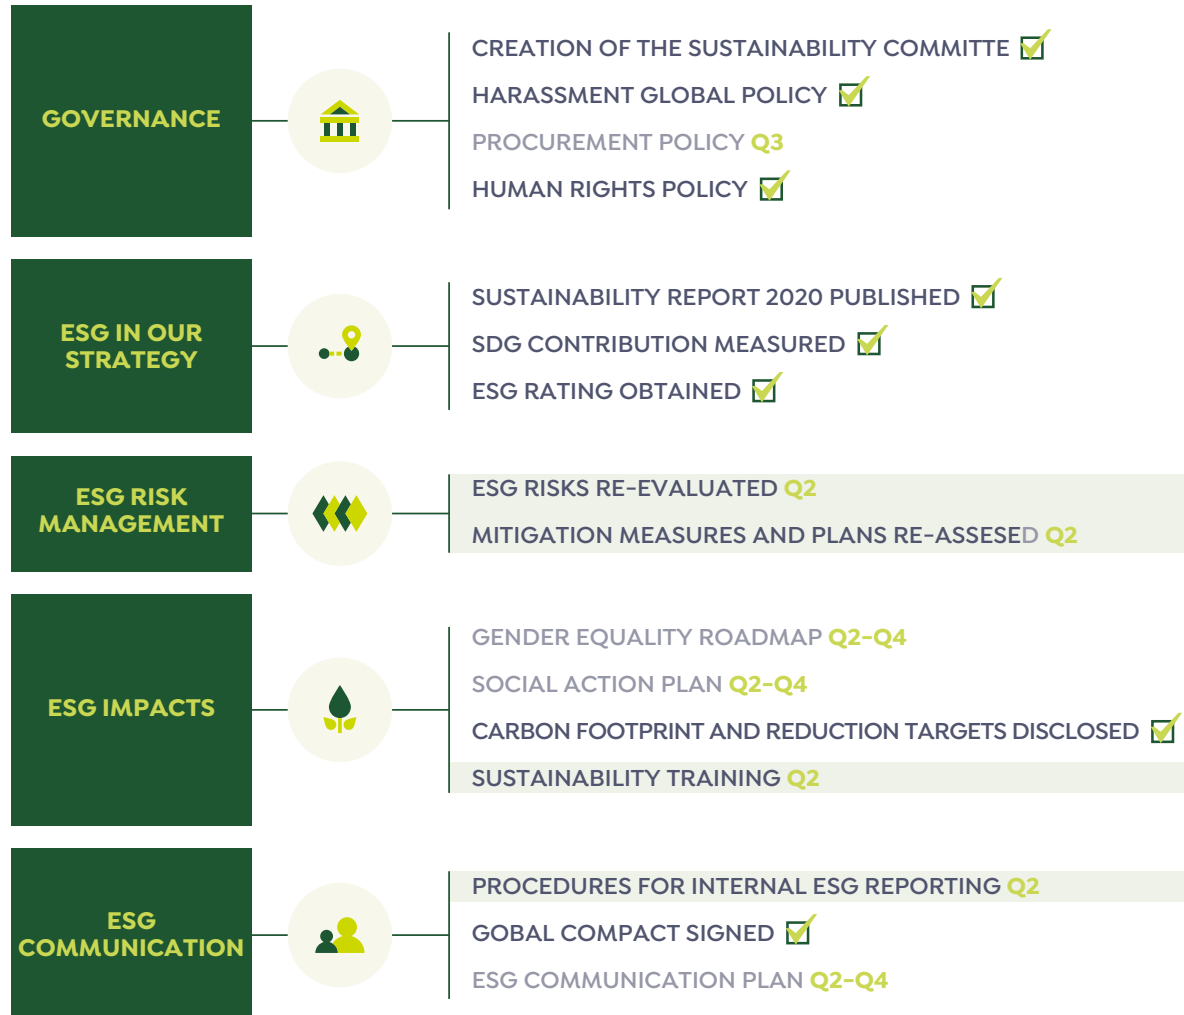 GOVERNANCE
CREATION OF THE SUSTAINABILITY COMMITTE
HARASSMENT GLOBAL POLICY
PROCUREMENT POLICY Q3
HUMAN RIGHTS POLICY
ESG IN OUR
STRATEGY
SUSTAINABILITY REPORT 2020 PUBLISHED
SDG CONTRIBUTION MEASURED
ESG RATING OBTAINED
ESG RISK
MANAGEMENT
ESG RISKS RE-EVALUATED Q2
MITIGATION MEASURES AND PLANS RE-ASSESED Q2
ESG IMPACTS
GENDER EQUALITY ROADMAP Q2-Q4
SOCIAL ACTION PLAN Q2-Q4
CARBON FOOTPRINT AND REDUCTION TARGETS DISCLOSED
SUSTAINABILITY TRAINING Q2
ESG
COMMUNICATION
PROCEDURES FOR INTERNAL ESG REPORTING Q2
GOBAL COMPACT SIGNED
ESG COMMUNICATION PLAN Q2-Q4